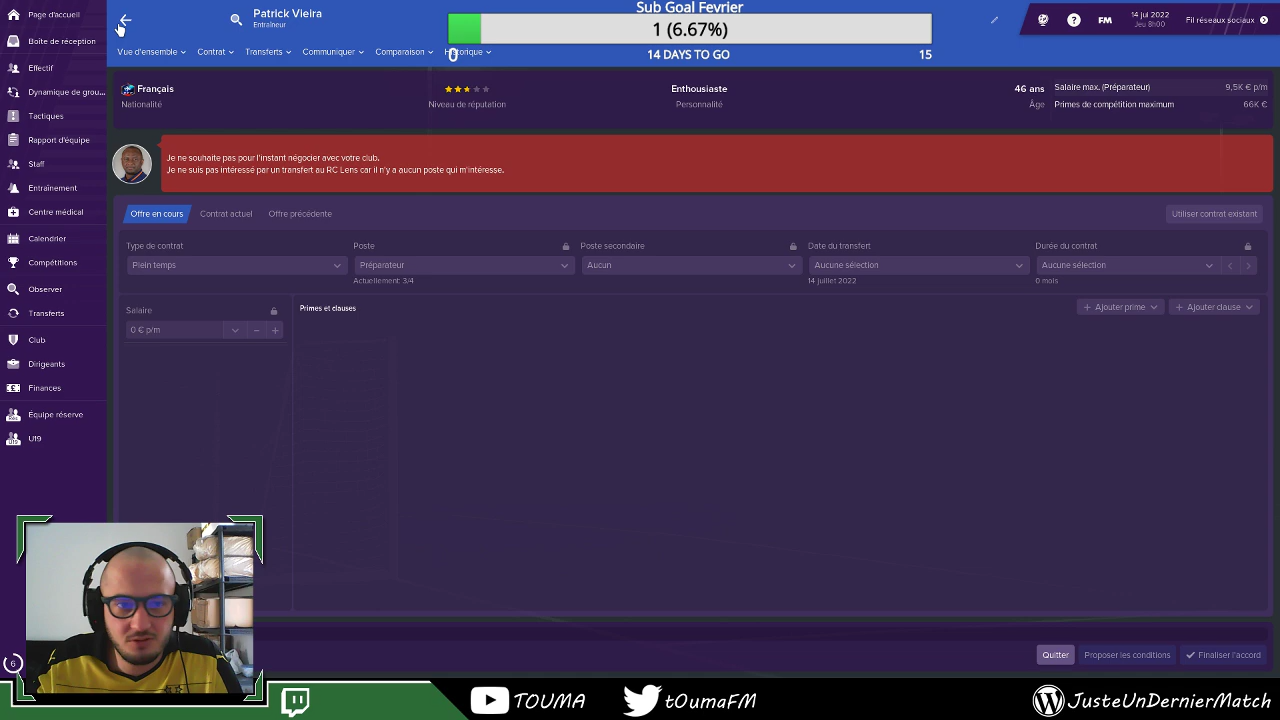 Sub Goal Fevrier
1 (6.67%)
0
14 DAYS TO GO
15
Patrick Vieira
Entraîneur
FM
14 jul 2022
Jeu 8h00
Fil réseaux sociaux
Vue d'ensemble
Contrat
Transferts
Communiquer
Comparaison
Historique
Page d'accueil
Boîte de réception
Effectif
Dynamique de grou...
Tactiques
Rapport d'équipe
Staff
Entraînement
Centre médical
Calendrier
Compétitions
Observer
Transferts
Club
Dirigeants
Finances
Équipe réserve
U19
6
Français
Nationalité
Niveau de réputation
Enthousiaste
Personnalité
46 ans
Âge
Salaire max. (Préparateur)
9,5K € p/m
Primes de compétition maximum
66K €
Je ne souhaite pas pour l'instant négocier avec votre club.
Je ne suis pas intéressé par un transfert au RC Lens car il n'y a aucun poste qui m'intéresse.
Offre en cours
Contrat actuel
Offre précédente
Utiliser contrat existant
Type de contrat
Plein temps
Poste
Préparateur
Actuellement: 3/4
Poste secondaire
Aucun
Date du transfert
Aucune sélection
14 juillet 2022
Durée du contrat
Aucune sélection
0 mois
Salaire
0 € p/m
Primes et clauses
Ajouter prime
Ajouter clause
Quitter
Proposer les conditions
Finaliser l'accord
TOUMA
tOumaFM
JusteUnDernierMatch